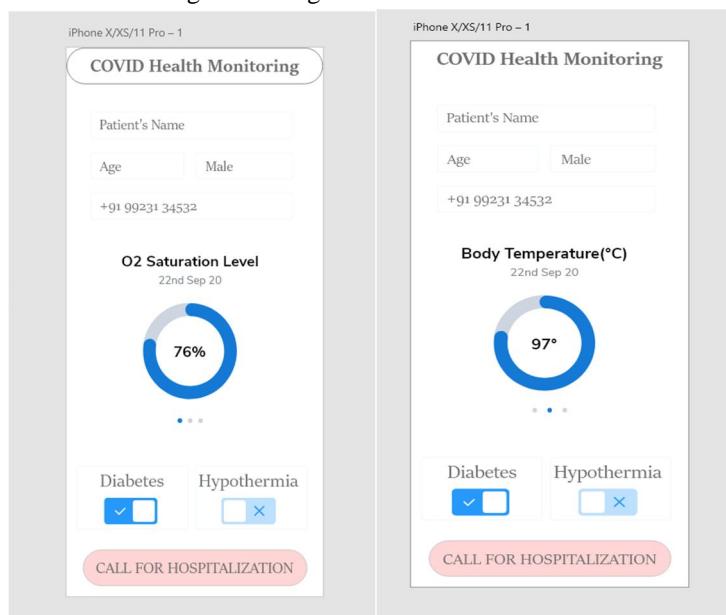 iPhone X/XS/11 Pro – 1
COVID Health Monitoring
Patient's Name
Age Male
+91 99231 34532
O2 Saturation Level
22nd Sep 20
76%
Diabetes Hypothermia
CALL FOR HOSPITALIZATION
iPhone X/XS/11 Pro – 1
COVID Health Monitoring
Patient's Name
Age Male
+91 99231 34532
Body Temperature(°C)
22nd Sep 20
97°
Diabetes Hypothermia
CALL FOR HOSPITALIZATION